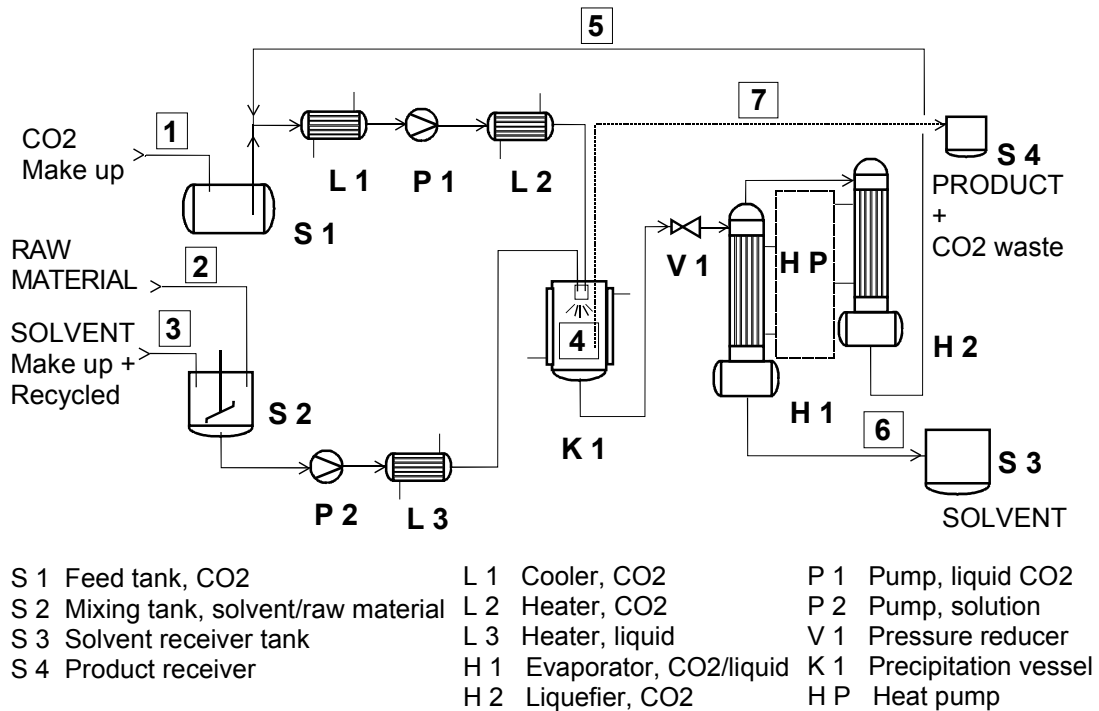 5
7
1
CO2
Make up
L 1
P 1
L 2
S 4
PRODUCT
+
CO2 waste
S 1
RAW
MATERIAL
2
V 1
H P
SOLVENT
Make up +
Recycled
3
4
H 2
S 2
K 1
H 1
6
P 2
L 3
S 3
SOLVENT
S 1 Feed tank, CO2
S 2 Mixing tank, solvent/raw material
S 3 Solvent receiver tank
S 4 Product receiver
L 1 Cooler, CO2
L 2 Heater, CO2
L 3 Heater, liquid
H 1 Evaporator, CO2/liquid
H 2 Liquefier, CO2
P 1 Pump, liquid CO2
P 2 Pump, solution
V 1 Pressure reducer
K 1 Precipitation vessel
H P Heat pump